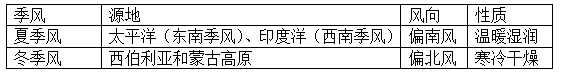 季风 源地 风向 性质
夏季风 太平洋（东南季风）、印度洋（西南季风） 偏南风 温暖湿润
冬季风 西伯利亚和蒙古高原 偏北风 寒冷干燥